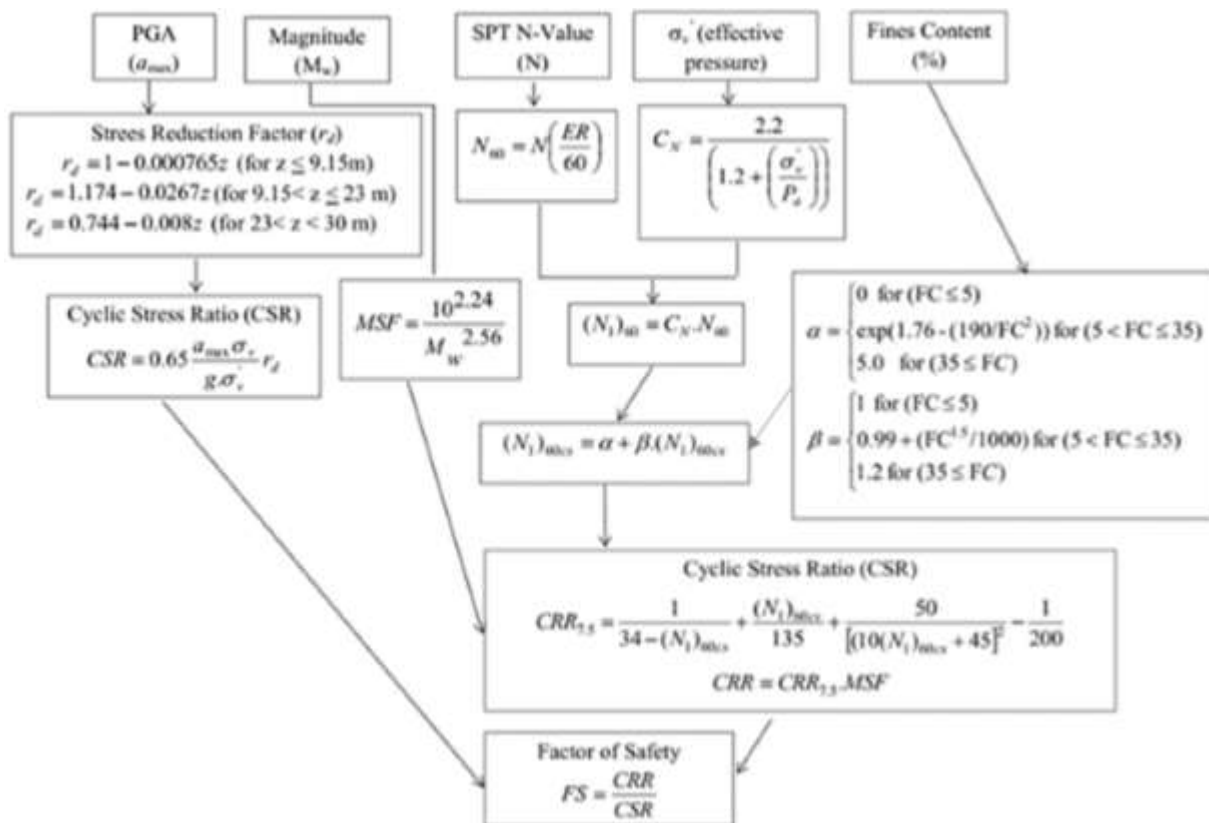 PGA
(a_max)
Magnitude
(M_w)
SPT N-Value
(N)
σ_v' (effective
pressure)
Fines Content
(%)
Strees Reduction Factor (r_d)
r_d = 1 − 0.000765z (for z ≤ 9.15m)
r_d = 1.174 − 0.0267z (for 9.15< z ≤ 23 m)
r_d = 0.744 − 0.008z (for 23< z < 30 m)
N_60 = N(ER/60)
C_N = 2.2/(1.2 + (σ_v'/P_a))
Cyclic Stress Ratio (CSR)
CSR = 0.65 (a_max σ_v / g.σ_v') r_d
MSF = 10^2.24 / M_w^2.56
(N_1)_60 = C_N.N_60
α = {0 for (FC ≤ 5)
exp(1.76 - (190/FC^2)) for (5 < FC ≤ 35)
5.0 for (35 ≤ FC)
β = {1 for (FC ≤ 5)
0.99 + (FC^1.5/1000) for (5 < FC ≤ 35)
1.2 for (35 ≤ FC)
(N_1)_60cs = α + β.(N_1)_60cs
Cyclic Stress Ratio (CSR)
CRR_7.5 = 1/(34 − (N_1)_60cs) + (N_1)_60cs/135 + 50/[(10(N_1)_60cs + 45]^2 − 1/200
CRR = CRR_7.5.MSF
Factor of Safety
FS = CRR/CSR